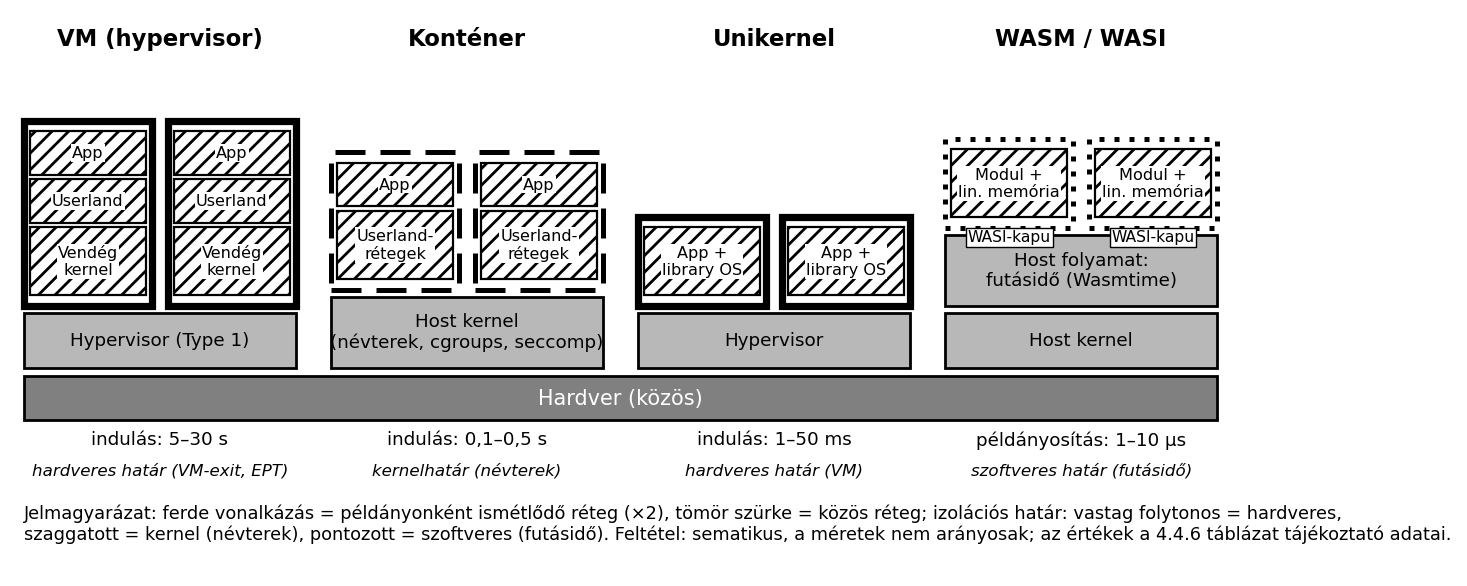 VM (hypervisor)
Konténer
Unikernel
WASM / WASI
App
Userland
Vendég
kernel
App
Userland
Vendég
kernel
Hypervisor (Type 1)
App
Userland-
rétegek
App
Userland-
rétegek
Host kernel
(névterek, cgroups, seccomp)
App +
library OS
App +
library OS
Hypervisor
Modul +
lin. memória
Modul +
lin. memória
WASI-kapu
WASI-kapu
Host folyamat:
futásidő (Wasmtime)
Host kernel
Hardver (közös)
indulás: 5–30 s
indulás: 0,1–0,5 s
indulás: 1–50 ms
példányosítás: 1–10 µs
hardveres határ (VM-exit, EPT)
kernelhatár (névterek)
hardveres határ (VM)
szoftveres határ (futásidő)
Jelmagyarázat: ferde vonalkázás = példányonként ismétlődő réteg (×2), tömör szürke = közös réteg; izolációs határ: vastag folytonos = hardveres,
szaggatott = kernel (névterek), pontozott = szoftveres (futásidő). Feltétel: sematikus, a méretek nem arányosak; az értékek a 4.4.6 táblázat tájékoztató adatai.